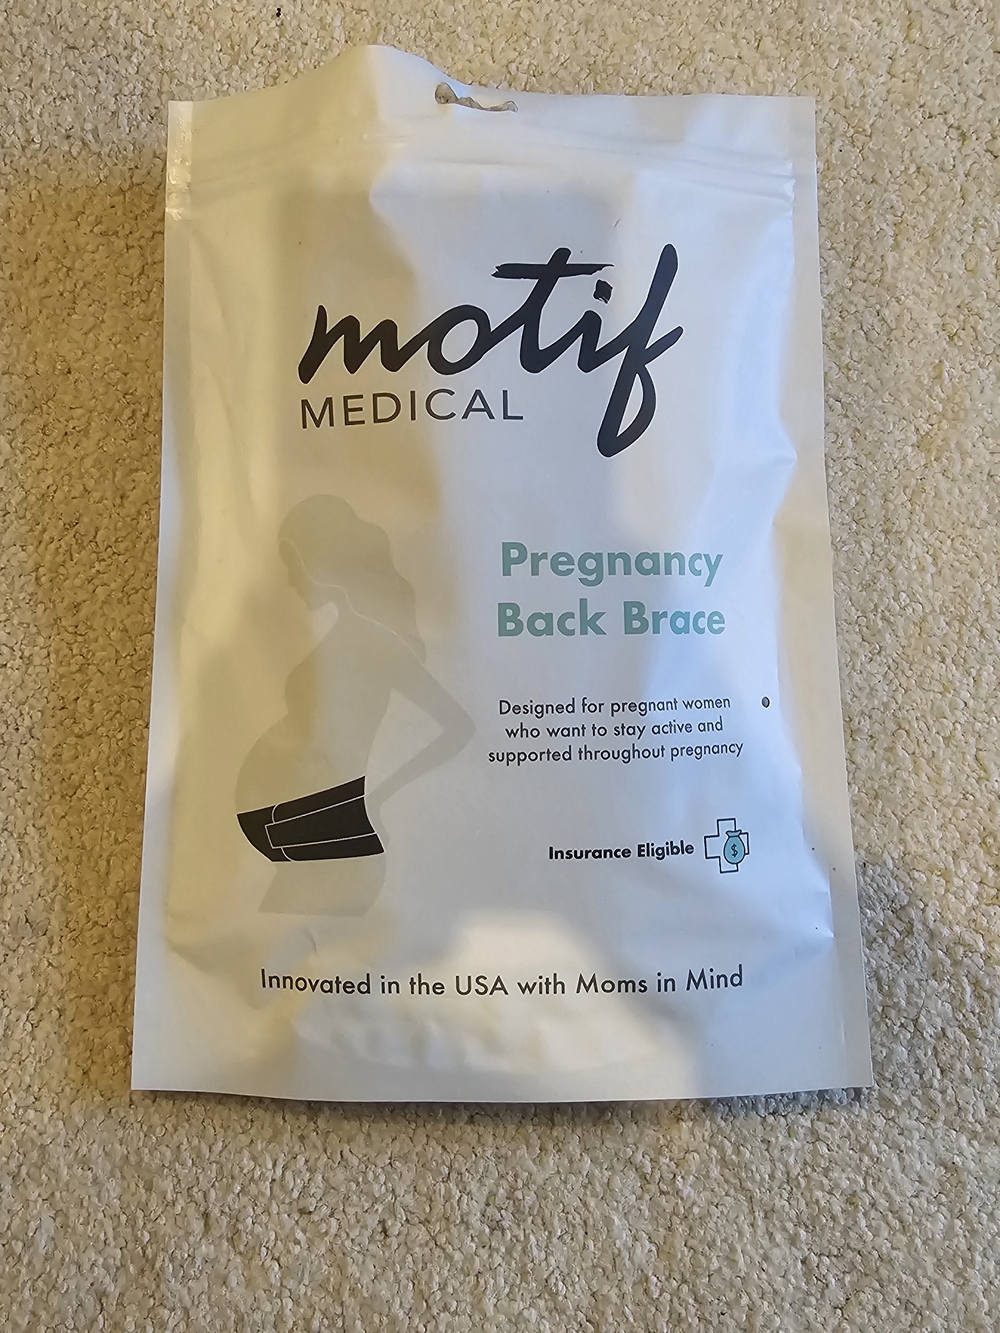 motif
MEDICAL
Pregnancy
Back Brace
Designed for pregnant women
who want to stay active and
supported throughout pregnancy
Insurance Eligible
$
Innovated in the USA with Moms in Mind